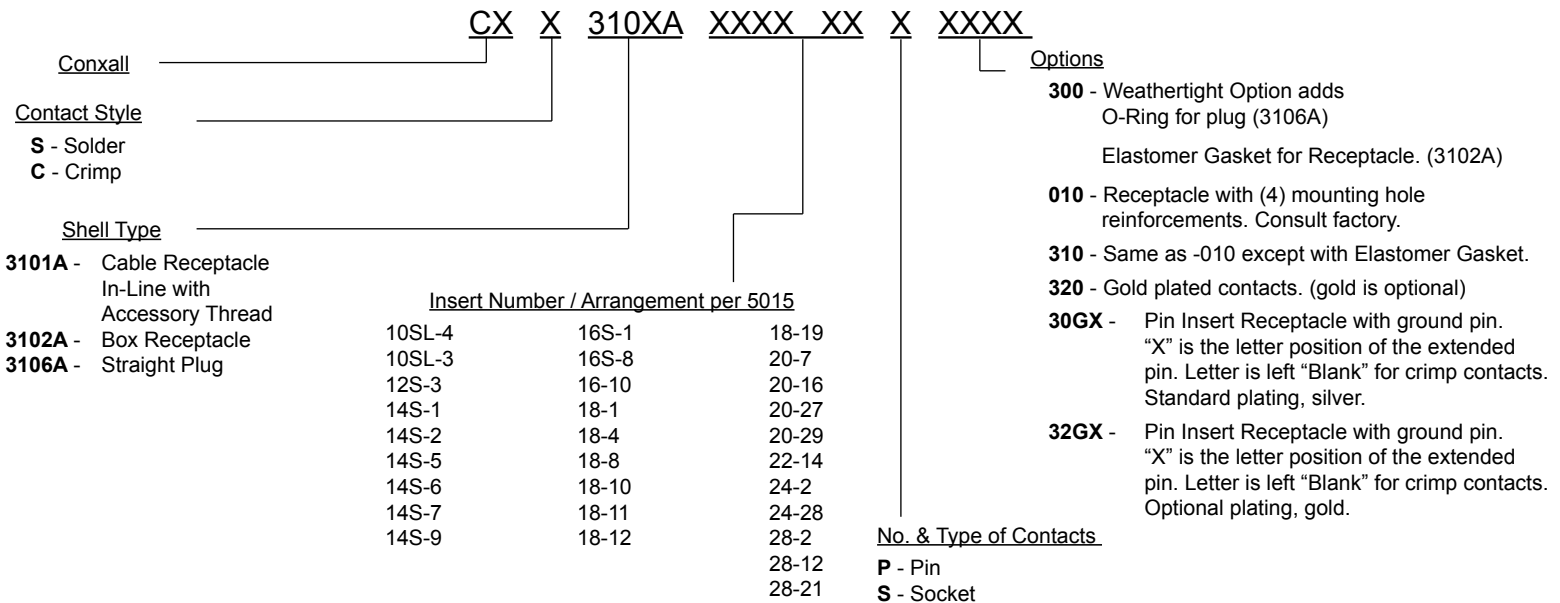 CX X 310XA XXXX XX X XXXX
Conxall
Contact Style
S - Solder
C - Crimp
Shell Type
3101A - Cable Receptacle
In-Line with
Accessory Thread
3102A - Box Receptacle
3106A - Straight Plug
Insert Number / Arrangement per 5015
10SL-4 16S-1 18-19
10SL-3 16S-8 20-7
12S-3 16-10 20-16
14S-1 18-1 20-27
14S-2 18-4 20-29
14S-5 18-8 22-14
14S-6 18-10 24-2
14S-7 18-11 24-28
14S-9 18-12 28-2
28-12
28-21
No. & Type of Contacts
P - Pin
S - Socket
Options
300 - Weathertight Option adds
O-Ring for plug (3106A)
Elastomer Gasket for Receptacle. (3102A)
010 - Receptacle with (4) mounting hole
reinforcements. Consult factory.
310 - Same as -010 except with Elastomer Gasket.
320 - Gold plated contacts. (gold is optional)
30GX - Pin Insert Receptacle with ground pin.
“X” is the letter position of the extended
pin. Letter is left “Blank” for crimp contacts.
Standard plating, silver.
32GX - Pin Insert Receptacle with ground pin.
“X” is the letter position of the extended
pin. Letter is left “Blank” for crimp contacts.
Optional plating, gold.